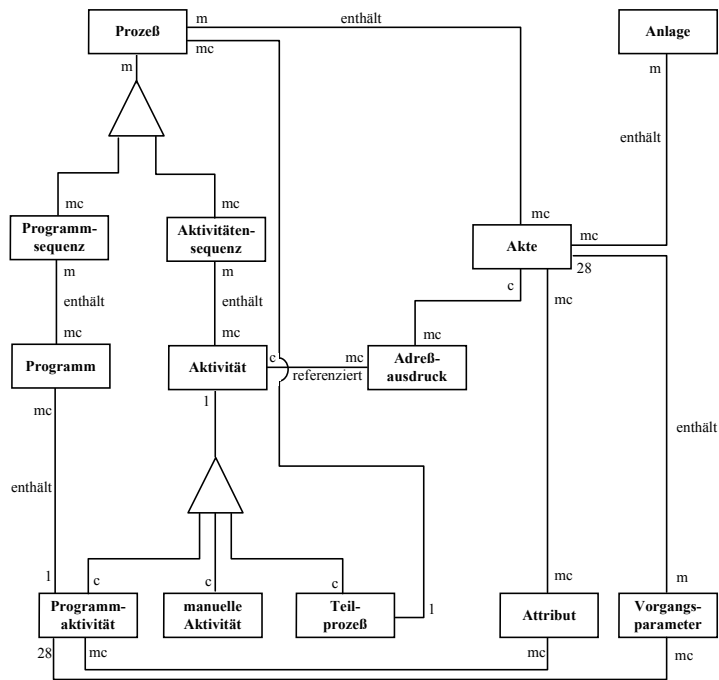 m
enthält
Prozeß
Anlage
mc
m
m
enthält
mc
mc
mc
Programm-
sequenz
Aktivitäten-
sequenz
Akte
mc
28
m
m
c
mc
enthält
enthält
mc
mc
mc
c
mc
Programm
Aktivität
Adreß-
ausdruck
referenziert
mc
1
enthält
enthält
1
c
c
c
mc
m
Programm-
aktivität
manuelle
Aktivität
Teil-
prozeß
1
Attribut
Vorgangs-
parameter
28
mc
mc
mc